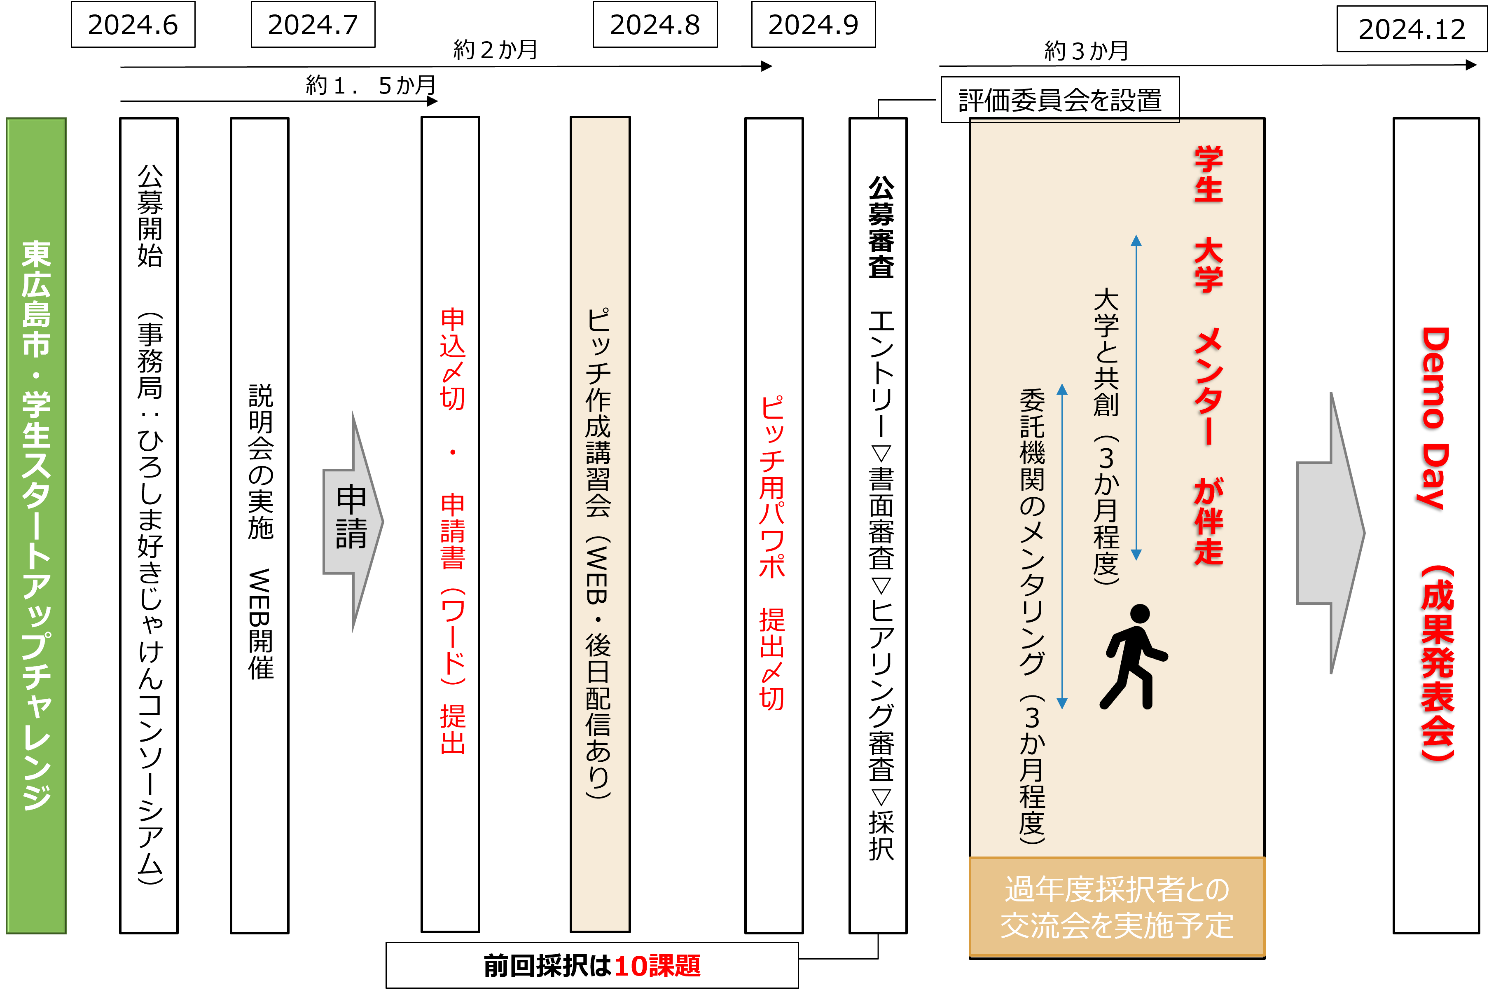 2024.6
2024.7
2024.8
2024.9
2024.12
約２か月
約３か月
約１．５か月
評価委員会を設置
東広島市・学生スタートアップチャレンジ
公募開始　（事務局：ひろしま好きじゃけんコンソーシアム）
説明会の実施　WEB開催
申請
申込〆切　・　申請書（ワード）提出
ピッチ作成講習会（WEB・後日配信あり）
ピッチ用パワポ　提出〆切
公募審査　エントリー▽書面審査▽ヒアリング審査▽採択
学生　大学　メンター　が伴走
大学と共創（３か月程度）
委託機関のメンタリング（３か月程度）
過年度採択者との
交流会を実施予定
Demo Day　（成果発表会）
前回採択は10課題